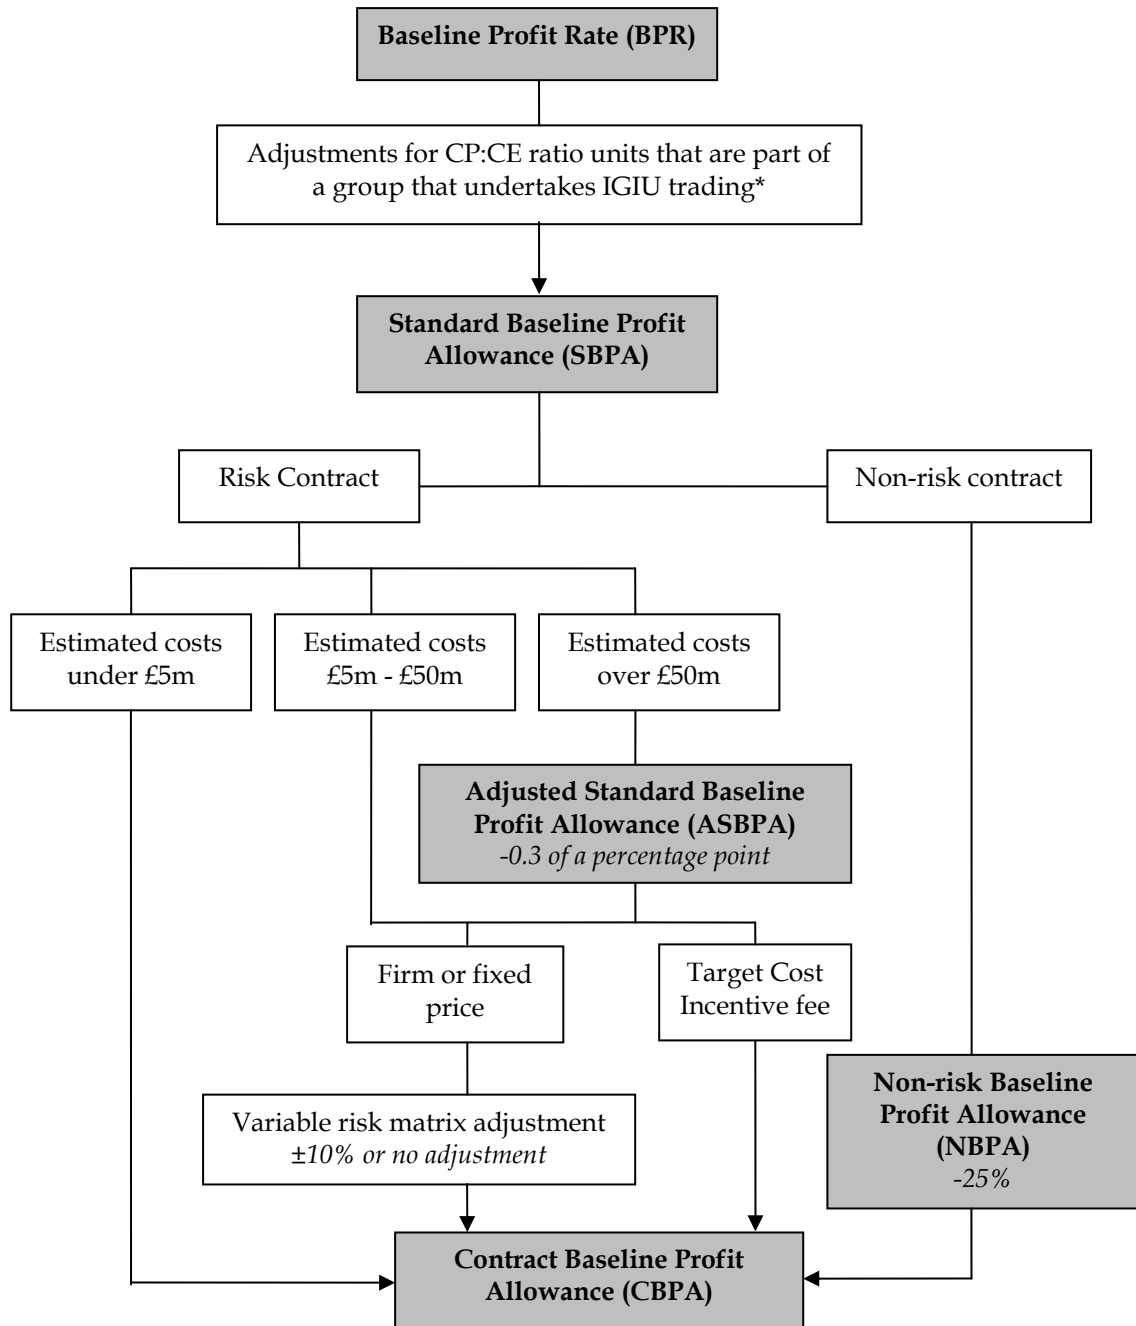 Baseline Profit Rate (BPR)
Adjustments for CP:CE ratio units that are part of
a group that undertakes IGIU trading*
Standard Baseline Profit
Allowance (SBPA)
Risk Contract
Non-risk contract
Estimated costs
under £5m
Estimated costs
£5m - £50m
Estimated costs
over £50m
Adjusted Standard Baseline
Profit Allowance (ASBPA)
-0.3 of a percentage point
Firm or fixed
price
Target Cost
Incentive fee
Variable risk matrix adjustment
±10% or no adjustment
Non-risk Baseline
Profit Allowance
(NBPA)
-25%
Contract Baseline Profit
Allowance (CBPA)